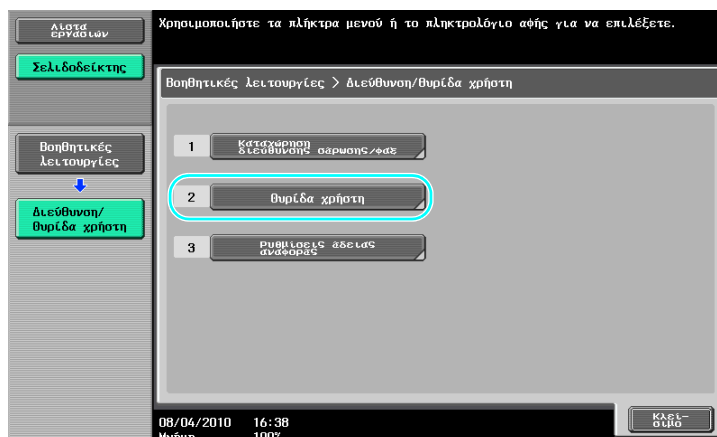 Λίστα
εργασιών
Χρησιμοποιήστε τα πλήκτρα μενού ή το πληκτρολόγιο αφής για να επιλέξετε.
Σελιδοδείκτης
Βοηθητικές λειτουργίες > Διεύθυνση/θυρίδα χρήστη
Βοηθητικές
λειτουργίες
Διεύθυνση/
θυρίδα χρήστη
1 Καταχώρηση
διεύθυνσης σάρωσης/φαξ
2 θυρίδα χρήστη
3 Ρυθμίσεις άδειας
αναφοράς
08/04/2010 16:38
Μνήμη 100%
Κλεί-
σιμο